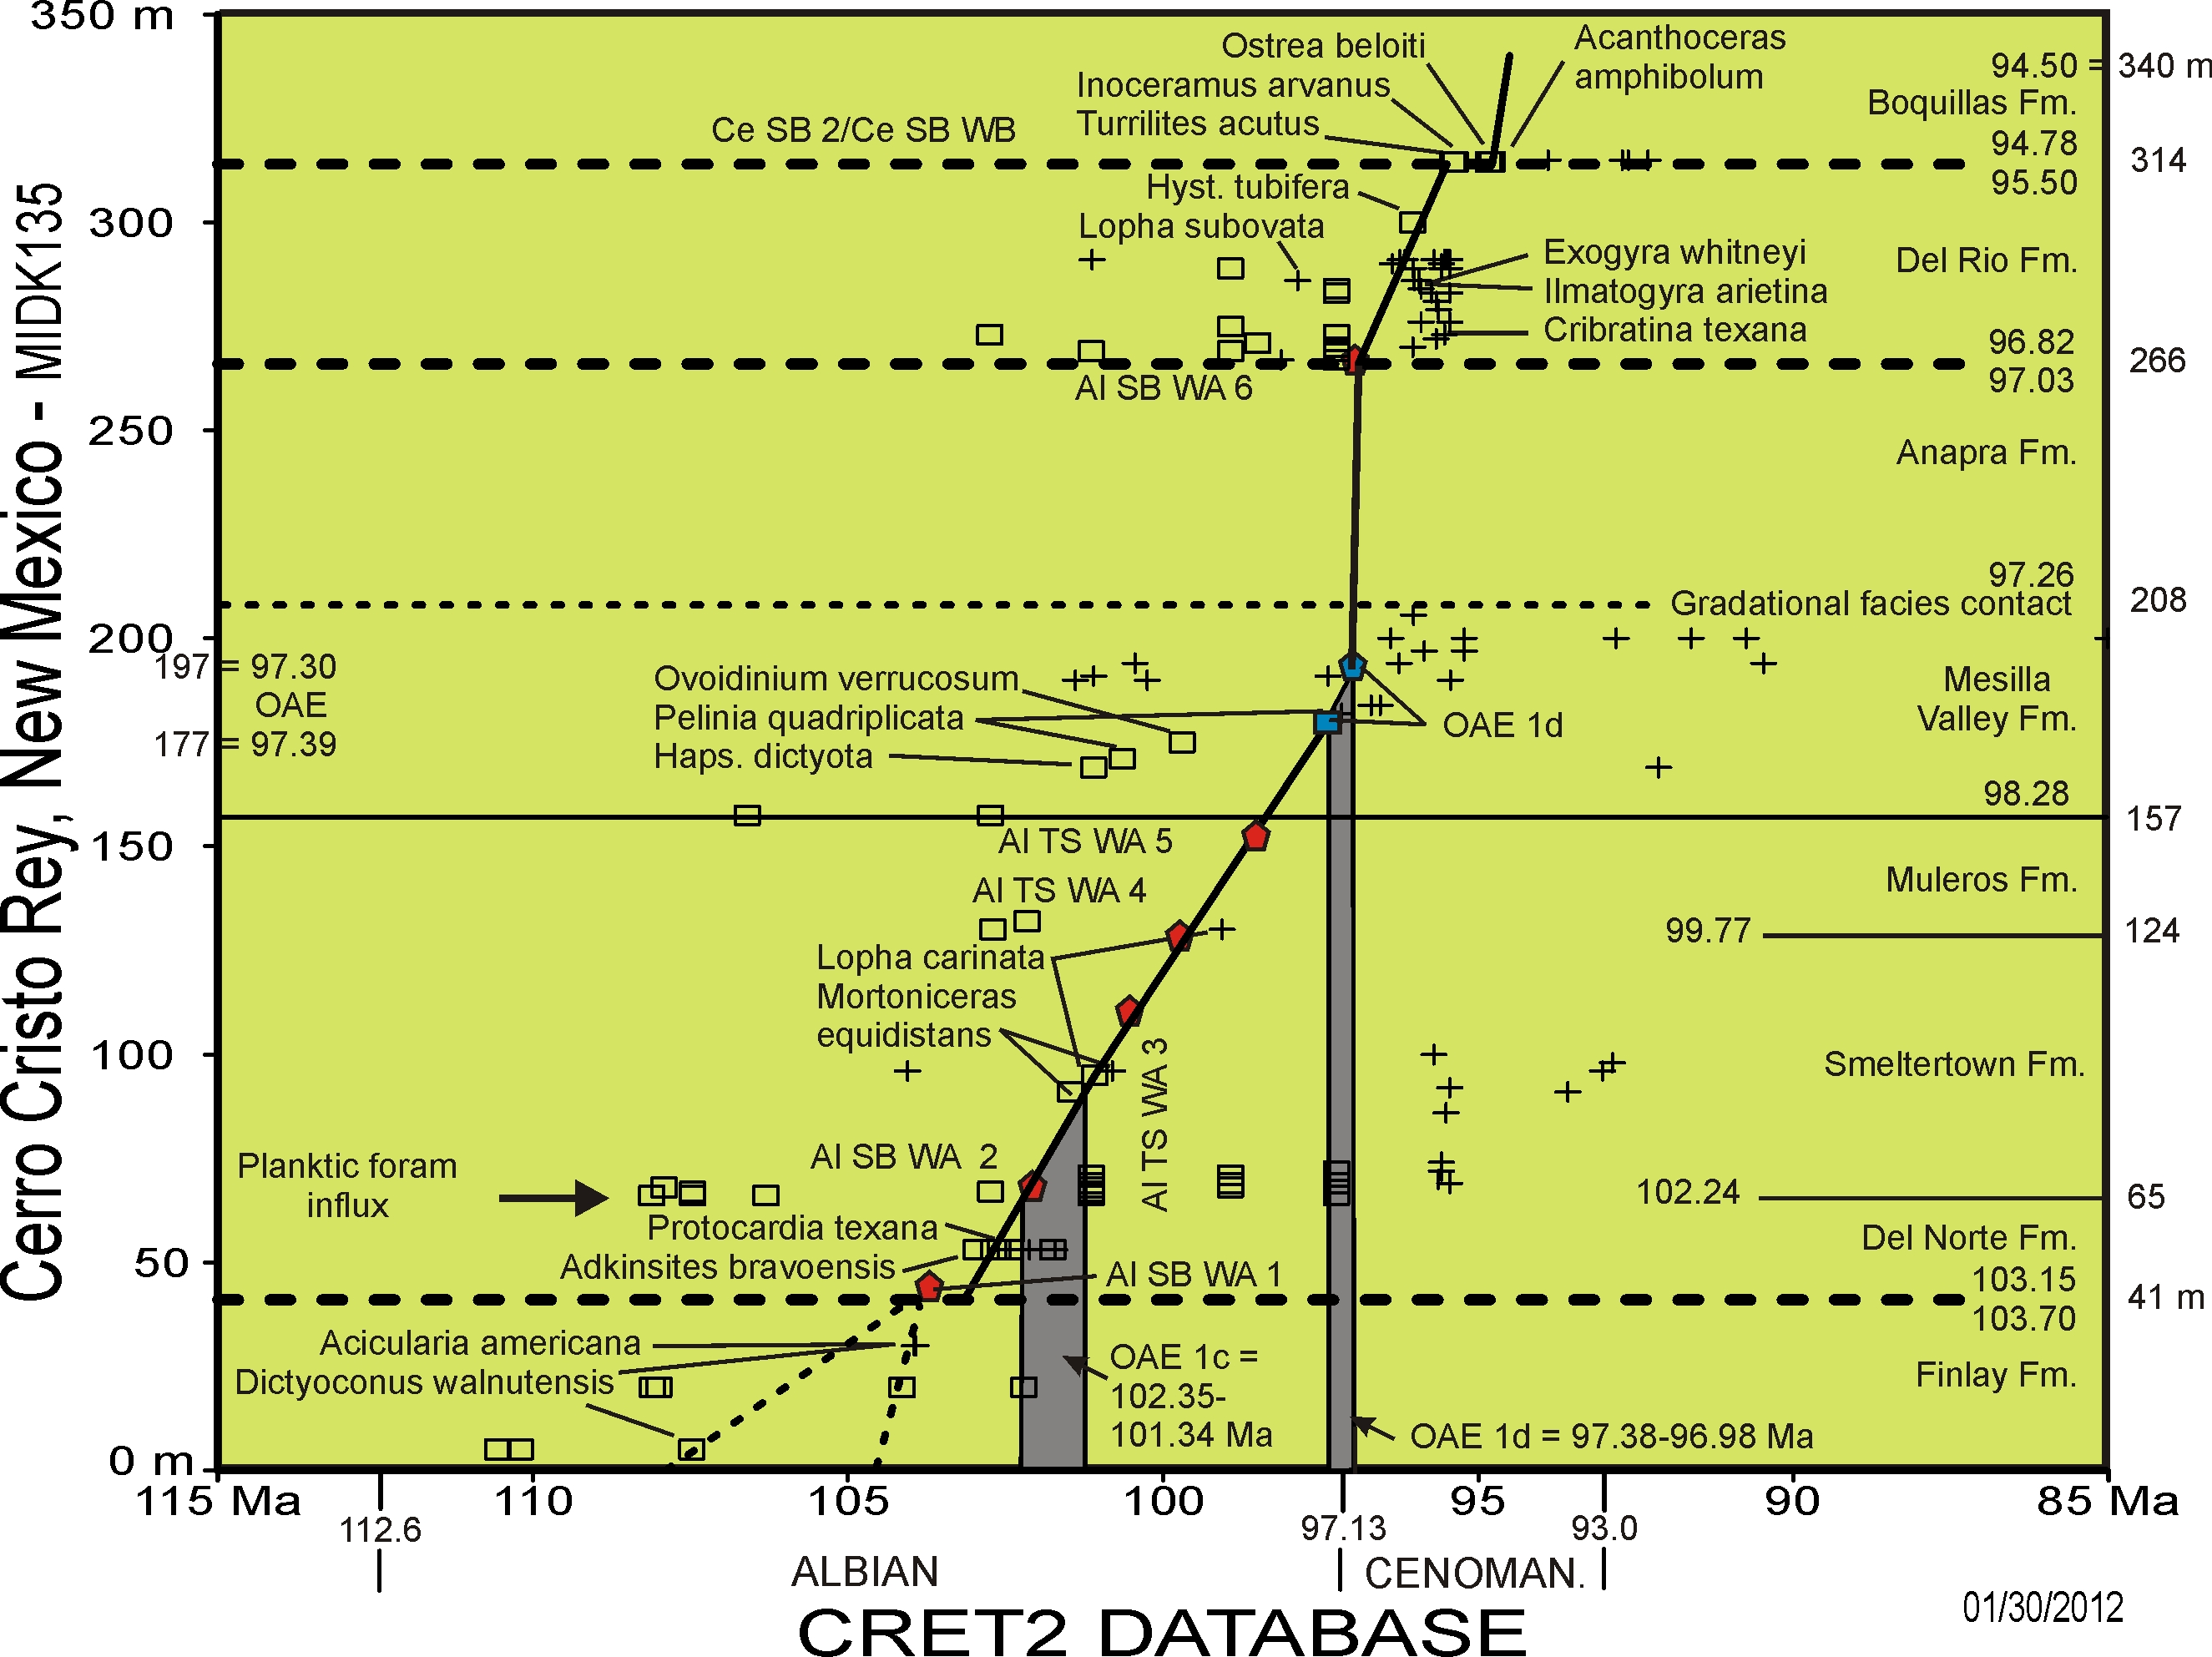 350 m
300
250
200
150
100
50
0 m
Cerro Cristo Rey, New Mexico - MIDK135
Ostrea beloiti
Acanthoceras
amphibolum
Inoceramus arvanus
Turrilites acutus
Ce SB 2/Ce SB WB
Hyst. tubifera
Lopha subovata
Exogyra whitneyi
Ilmatogyra arietina
Cribratina texana
Al SB WA 6
94.50 = 340 m
Boquillas Fm.
94.78
314
95.50
Del Rio Fm.
96.82
266
97.03
Anapra Fm.
97.26
208
Gradational facies contact
197 = 97.30
OAE
177 = 97.39
Ovoidinium verrucosum
Pelinia quadriplicata
Haps. dictyota
OAE 1d
Mesilla
Valley Fm.
98.28
157
Al TS WA 5
Al TS WA 4
Muleros Fm.
99.77
124
Lopha carinata
Mortoniceras
equidistans
Al TS WA 3
Smeltertown Fm.
Al SB WA 2
Planktic foram
influx
102.24
65
Protocardia texana
Adkinsites bravoensis
Al SB WA 1
Del Norte Fm.
103.15
41 m
103.70
Acicularia americana
Dictyoconus walnutensis
OAE 1c =
102.35-
101.34 Ma
Finlay Fm.
OAE 1d = 97.38-96.98 Ma
115 Ma
110
105
100
95
90
85 Ma
112.6
97.13
93.0
ALBIAN
CENOMAN.
CRET2 DATABASE
01/30/2012